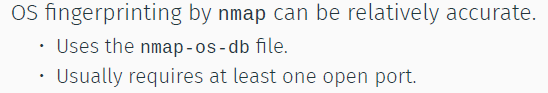 OS fingerprinting by nmap can be relatively accurate.
• Uses the nmap-os-db file.
• Usually requires at least one open port.